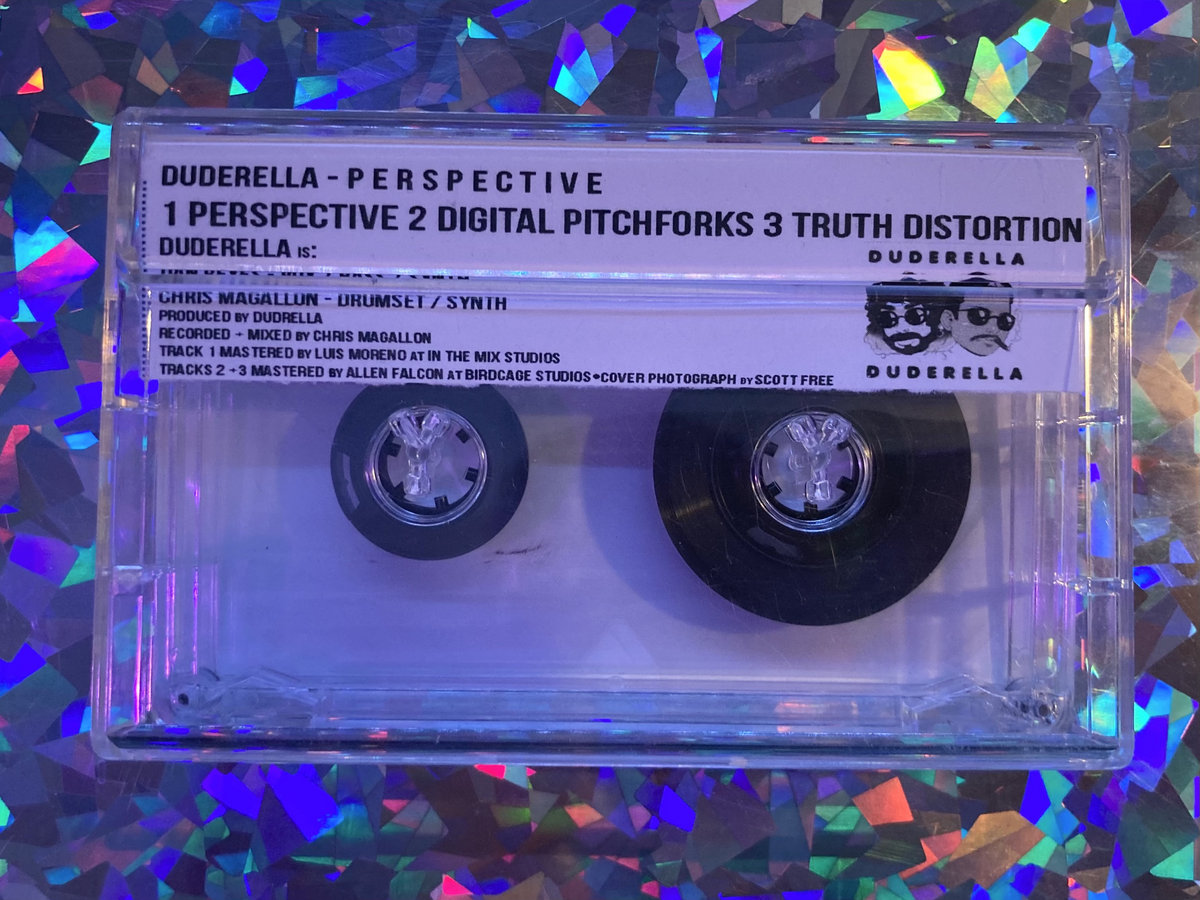 DUDERELLA - PERSPECTIVE
1 PERSPECTIVE 2 DIGITAL PITCHFORKS 3 TRUTH DISTORTION
DUDERELLA IS:
CHRIS MAGALLON - DRUMSET / SYNTH
PRODUCED BY DUDRELLA
RECORDED + MIXED BY CHRIS MAGALLON
TRACK 1 MASTERED BY LUIS MORENO AT IN THE MIX STUDIOS
TRACKS 2 +3 MASTERED BY ALLEN FALCON AT BIRDCAGE STUDIOS•COVER PHOTOGRAPH BY SCOTT FREE
DUDERELLA
DUDERELLA